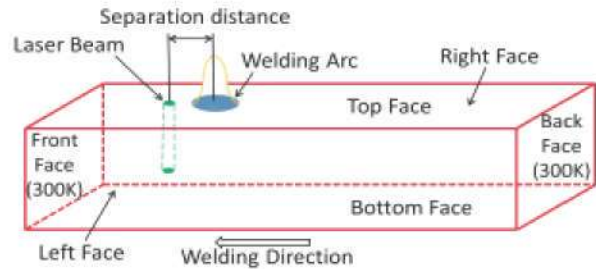 Separation distance
Laser Beam
Welding Arc
Right Face
Top Face
Front
Face
(300K)
Back
Face
(300K)
Bottom Face
Left Face
Welding Direction